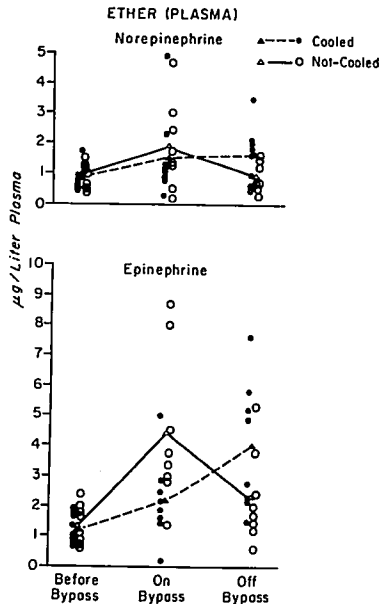 ETHER (PLASMA)
Norepinephrine
Cooled
Not-Cooled
5
4
3
2
1
0
µg/Liter Plasma
Epinephrine
10
9
8
7
6
5
4
3
2
1
0
Before Bypass
On Bypass
Off Bypass